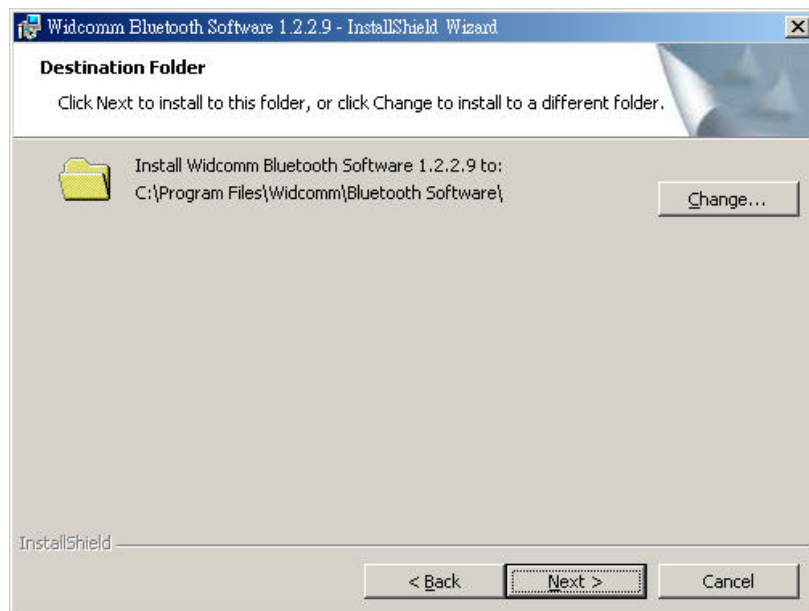 Widcomm Bluetooth Software 1.2.2.9 - InstallShield Wizard
Destination Folder
Click Next to install to this folder, or click Change to install to a different folder.
Install Widcomm Bluetooth Software 1.2.2.9 to:
C:\Program Files\Widcomm\Bluetooth Software\
Change...
InstallShield
< Back
Next >
Cancel